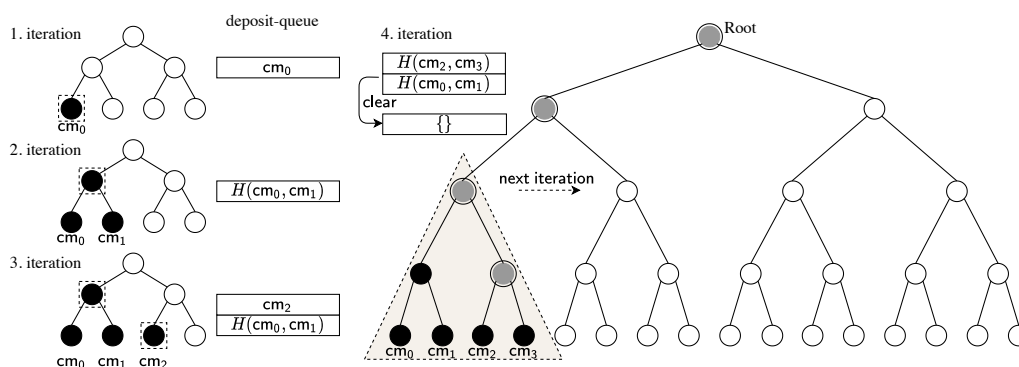 deposit-queue
1. iteration
cm₀
cm₀
2. iteration
H(cm₀, cm₁)
cm₀ cm₁
3. iteration
cm₂
H(cm₀, cm₁)
cm₀ cm₁ cm₂
4. iteration
H(cm₂, cm₃)
H(cm₀, cm₁)
clear
{}
Root
next iteration
cm₀ cm₁ cm₂ cm₃